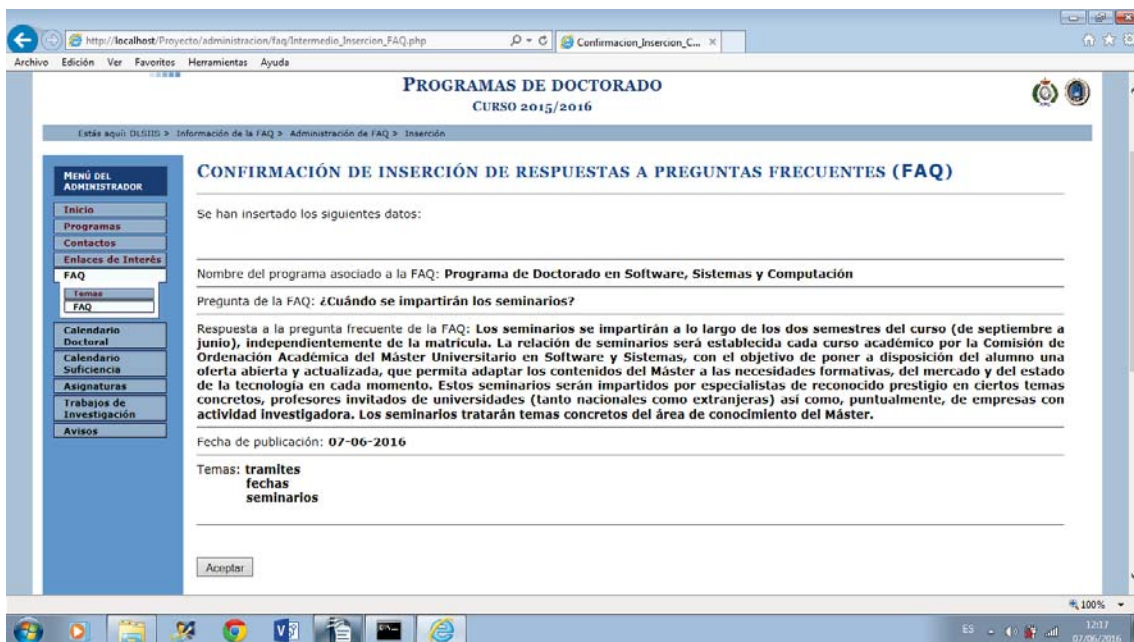 http://localhost/Proyecto/administracion/faq/Intermedio_Insercion_FAQ.php
Confirmacion_Insercion_C...
Archivo Edición Ver Favoritos Herramientas Ayuda
PROGRAMAS DE DOCTORADO
CURSO 2015/2016
Estás aquí: DLSIIS > Información de la FAQ > Administración de FAQ > Inserción
MENÚ DEL
ADMINISTRADOR
Inicio
Programas
Contactos
Enlaces de Interés
FAQ
Temas
FAQ
Calendario
Doctoral
Calendario
Suficiencia
Asignaturas
Trabajos de
Investigación
Avisos
CONFIRMACIÓN DE INSERCIÓN DE RESPUESTAS A PREGUNTAS FRECUENTES (FAQ)
Se han insertado los siguientes datos:
Nombre del programa asociado a la FAQ: Programa de Doctorado en Software, Sistemas y Computación
Pregunta de la FAQ: ¿Cuándo se impartirán los seminarios?
Respuesta a la pregunta frecuente de la FAQ: Los seminarios se impartirán a lo largo de los dos semestres del curso (de septiembre a
junio), independientemente de la matrícula. La relación de seminarios será establecida cada curso académico por la Comisión de
Ordenación Académica del Máster Universitario en Software y Sistemas, con el objetivo de poner a disposición del alumno una
oferta abierta y actualizada, que permita adaptar los contenidos del Máster a las necesidades formativas, del mercado y del estado
de la tecnología en cada momento. Estos seminarios serán impartidos por especialistas de reconocido prestigio en ciertos temas
concretos, profesores invitados de universidades (tanto nacionales como extranjeras) así como, puntualmente, de empresas con
actividad investigadora. Los seminarios tratarán temas concretos del área de conocimiento del Máster.
Fecha de publicación: 07-06-2016
Temas: tramites
fechas
seminarios
Aceptar
100%
ES
12:17
07/06/2016